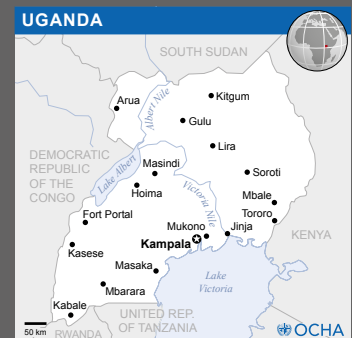 UGANDA
SOUTH SUDAN
Kitgum
Arua
Albert Nile
Gulu
Lira
DEMOCRATIC
REPUBLIC
OF THE
CONGO
Lake Albert
Masindi
Soroti
Hoima
Victoria Nile
Mbale
Fort Portal
Tororo
Mukono
Jinja
Kampala
KENYA
Kasese
Masaka
Lake
Victoria
Mbarara
Kabale
UNITED REP.
OF TANZANIA
50 km
RWANDA
OCHA